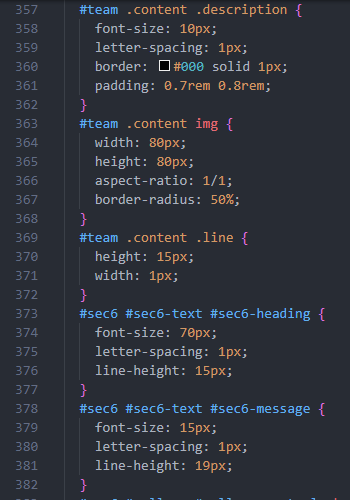 357 #team .content .description {
358 font-size: 10px;
359 letter-spacing: 1px;
360 border: #000 solid 1px;
361 padding: 0.7rem 0.8rem;
362 }
363 #team .content img {
364 width: 80px;
365 height: 80px;
366 aspect-ratio: 1/1;
367 border-radius: 50%;
368 }
369 #team .content .line {
370 height: 15px;
371 width: 1px;
372 }
373 #sec6 #sec6-text #sec6-heading {
374 font-size: 70px;
375 letter-spacing: 1px;
376 line-height: 15px;
377 }
378 #sec6 #sec6-text #sec6-message {
379 font-size: 15px;
380 letter-spacing: 1px;
381 line-height: 19px;
382 }